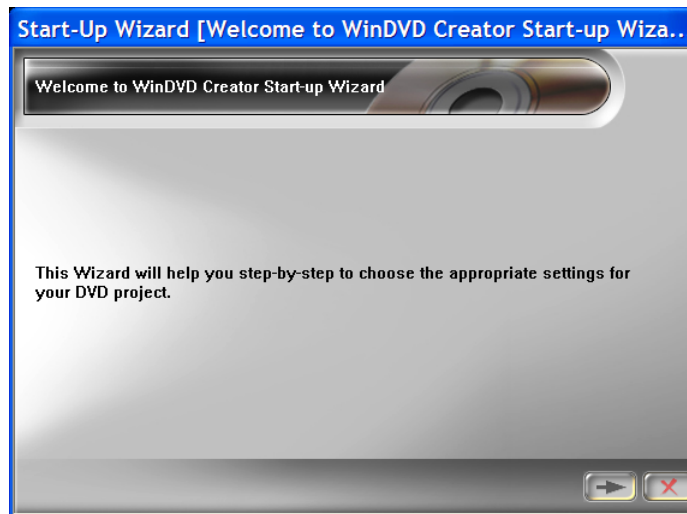 Start-Up Wizard [Welcome to WinDVD Creator Start-up Wiza..
Welcome to WinDVD Creator Start-up Wizard
This Wizard will help you step-by-step to choose the appropriate settings for
your DVD project.